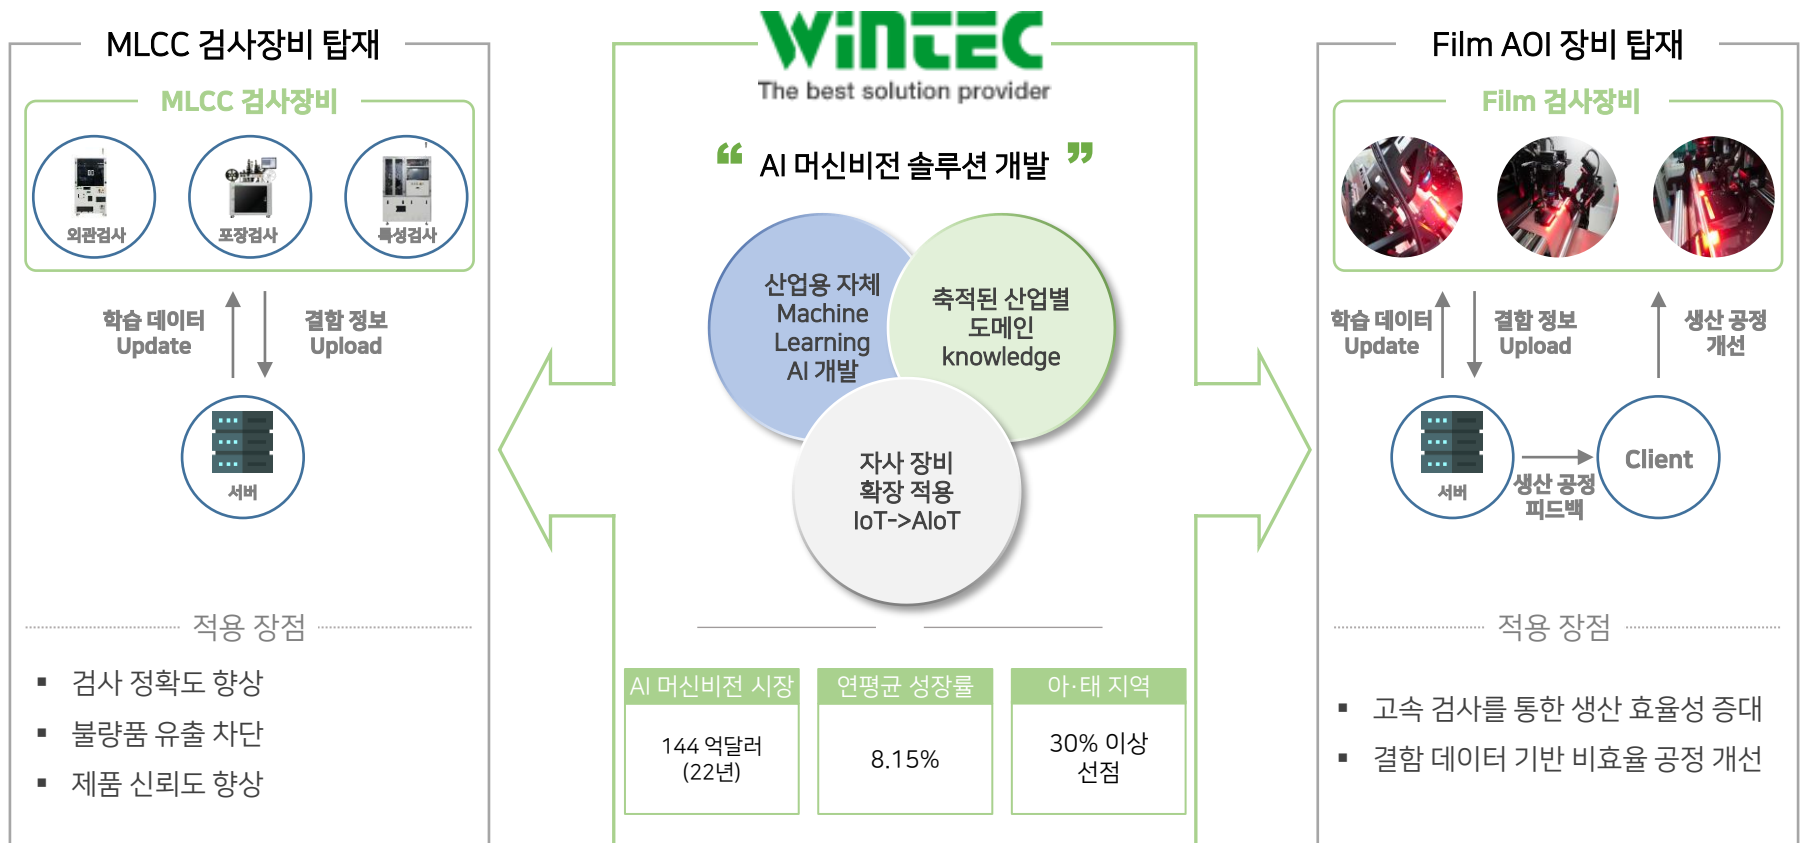 MLCC 검사장비 탑재
MLCC 검사장비
외관검사
포장검사
특성검사
학습 데이터
Update
결함 정보
Upload
서버
적용 장점
▪ 검사 정확도 향상
▪ 불량품 유출 차단
▪ 제품 신뢰도 향상
WiNTEC
The best solution provider
“ AI 머신비전 솔루션 개발 ”
산업용 자체
Machine
Learning
AI 개발
축적된 산업별
도메인
knowledge
자사 장비
확장 적용
IoT->AIoT
AI 머신비전 시장
144 억달러
(22년)
연평균 성장률
8.15%
아·태 지역
30% 이상
선점
Film AOI 장비 탑재
Film 검사장비
학습 데이터
Update
결함 정보
Upload
생산 공정
개선
서버
생산 공정
피드백
Client
적용 장점
▪ 고속 검사를 통한 생산 효율성 증대
▪ 결함 데이터 기반 비효율 공정 개선